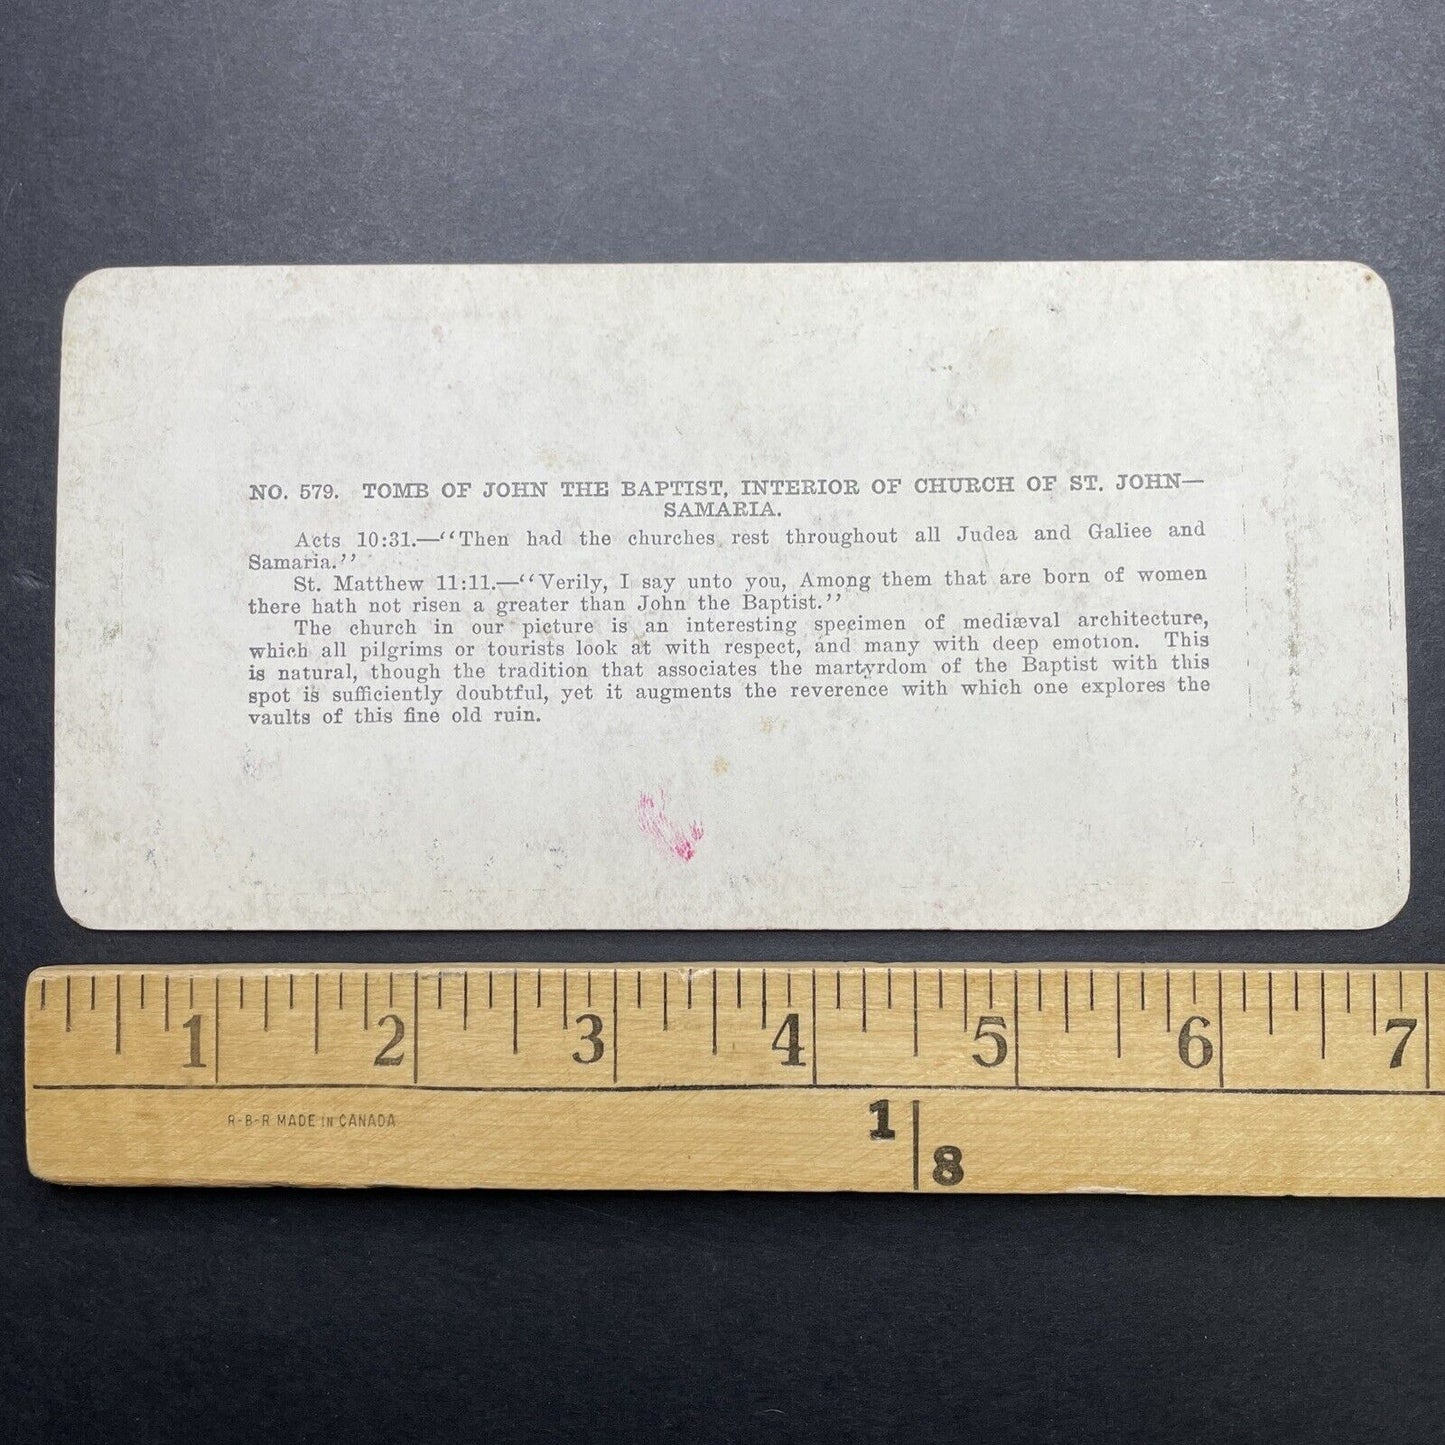 NO. 579. TOMB OF JOHN THE BAPTIST, INTERIOR OF CHURCH OF ST. JOHN—
SAMARIA.
Acts 10:31.—“Then had the churches rest throughout all Judea and Galiee and
Samaria.”
St. Matthew 11:11.—“Verily, I say unto you, Among them that are born of women
there hath not risen a greater than John the Baptist.”
The church in our picture is an interesting specimen of mediæval architecture,
which all pilgrims or tourists look at with respect, and many with deep emotion. This
is natural, though the tradition that associates the martyrdom of the Baptist with this
spot is sufficiently doubtful, yet it augments the reverence with which one explores the
vaults of this fine old ruin.
1 2 3 4 5 6 7
R-B-R MADE IN CANADA
1
8